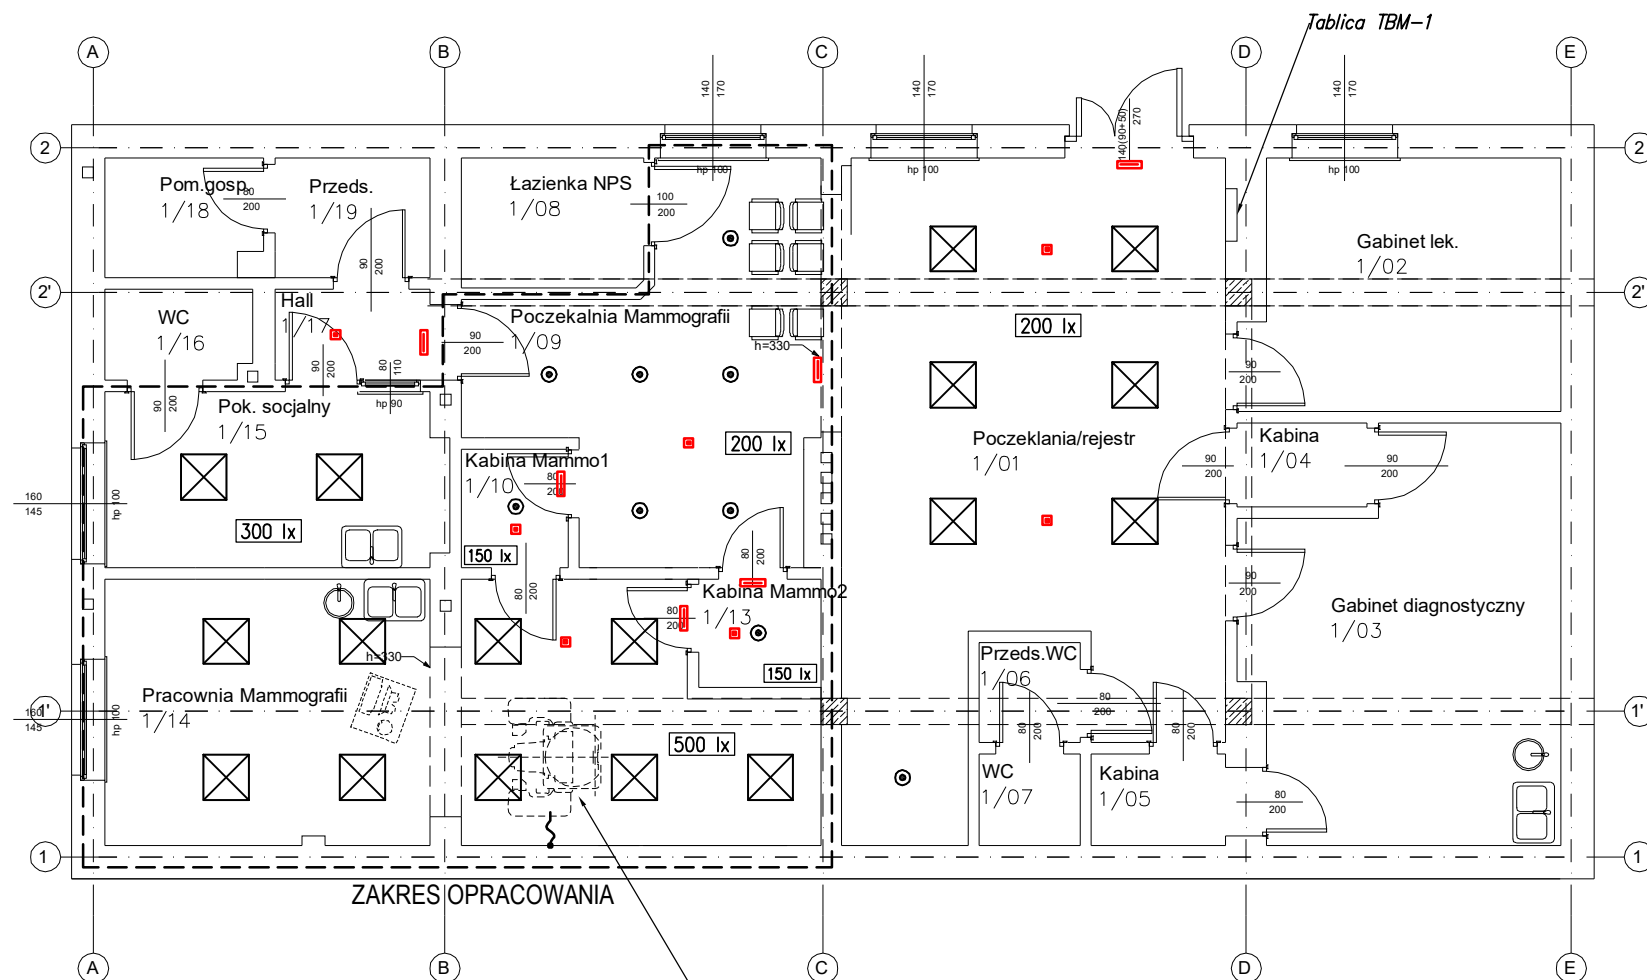 Tablica TBM-1
A
B
C
D
E
140
170
140
170
140(90+50)
270
140
170
2
2
hp 100
hp 100
hp 100
Pom.gosp.
1/18
80
200
Przeds.
1/19
Łazienka NPS
1/08
100
200
Gabinet lek.
1/02
90
200
2'
2'
WC
1/16
Hall
1/17
90
200
80
110
hp 90
90
200
Poczekalnia Mammografii
1/09
h=330
200 lx
90
200
90
200
Pok. socjalny
1/15
200 lx
Kabina Mammo1
1/10
80
200
Poczeklania/rejestr
1/01
Kabina
1/04
90
200
90
200
160
145
hp 100
300 lx
150 lx
80
200
80
200
90
200
Kabina Mammo2
1/13
80
200
Gabinet diagnostyczny
1/03
h=330
150 lx
Przeds.WC
1/06
Pracownia Mammografii
1/14
1'
160
145
hp 100
80
200
80
200
80
200
1'
500 lx
WC
1/07
Kabina
1/05
80
200
1
1
ZAKRES OPRACOWANIA
A
B
C
D
E